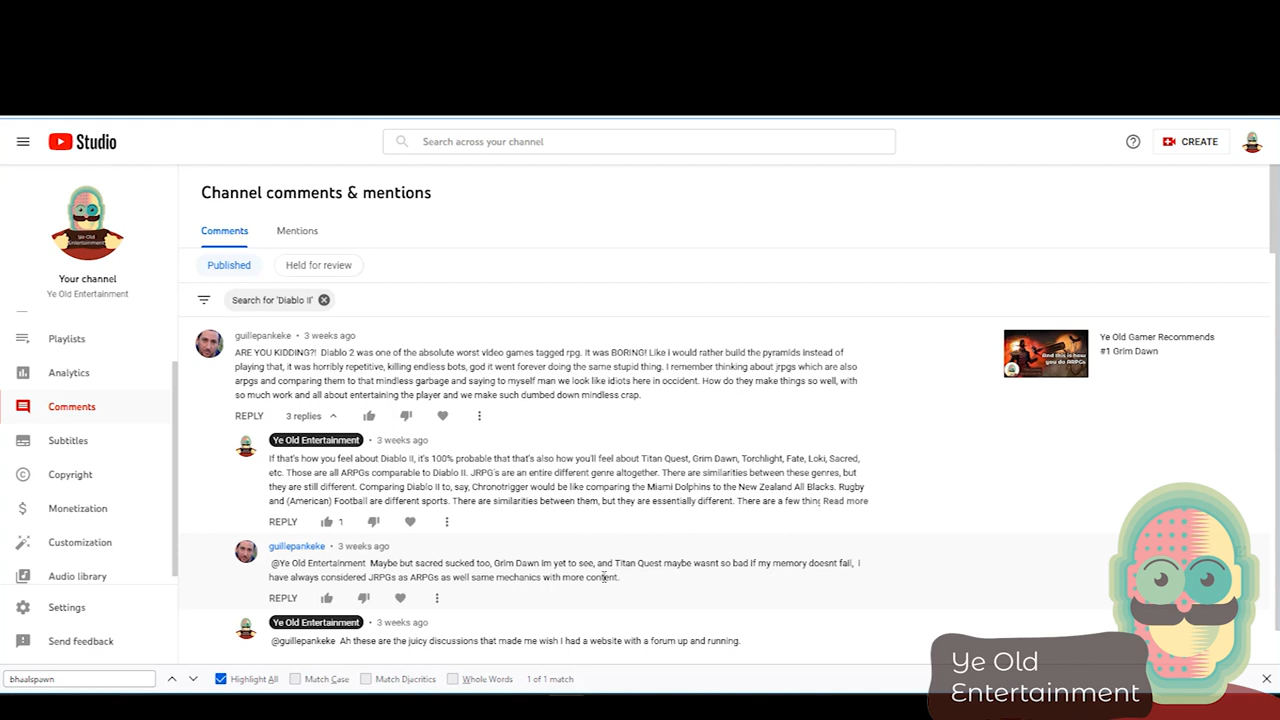 Studio
Search across your channel
CREATE
Ye Old
Entertainment
Your channel
Ye Old Entertainment
Playlists
Analytics
Comments
Subtitles
Copyright
Monetization
Customization
Audio library
Settings
Send feedback
Channel comments & mentions
Comments
Mentions
Published
Held for review
Search for 'Diablo II'
guillepankeke • 3 weeks ago
ARE YOU KIDDING?! Diablo 2 was one of the absolute worst video games tagged rpg. It was BORING! Like i would rather build the pyramids instead of
playing that, it was horribly repetitive, killing endless bots, god it went forever doing the same stupid thing. I remember thinking about jrpgs which are also
arpgs and comparing them to that mindless garbage and saying to myself man we look like idiots here in occident. How do they make things so well, with
so much work and all about entertaining the player and we make such dumbed down mindless crap.
REPLY 3 replies
And this is how
you do ARPGs
Ye Old Gamer Recommends
#1 Grim Dawn
Ye Old Entertainment • 3 weeks ago
If that's how you feel about Diablo II, it's 100% probable that that's also how you'll feel about Titan Quest, Grim Dawn, Torchlight, Fate, Loki, Sacred,
etc. Those are all ARPGs comparable to Diablo II. JRPG's are an entire different genre altogether. There are similarities between these genres, but
they are still different. Comparing Diablo II to, say, Chronotrigger would be like comparing the Miami Dolphins to the New Zealand All Blacks. Rugby
and (American) Football are different sports. There are similarities between them, but they are essentially different. There are a few thing Read more
REPLY 1
guillepankeke • 3 weeks ago
@Ye Old Entertainment Maybe but sacred sucked too, Grim Dawn Im yet to see, and Titan Quest maybe wasnt so bad if my memory doesnt fail, I
have always considered JRPGs as ARPGs as well same mechanics with more content.
REPLY
Ye Old Entertainment • 3 weeks ago
@guillepankeke Ah these are the juicy discussions that made me wish I had a website with a forum up and running.
Ye Old
Entertainment
bhaalspawn
Highlight All
Match Case
Match Diacritics
Whole Words
1 of 1 match